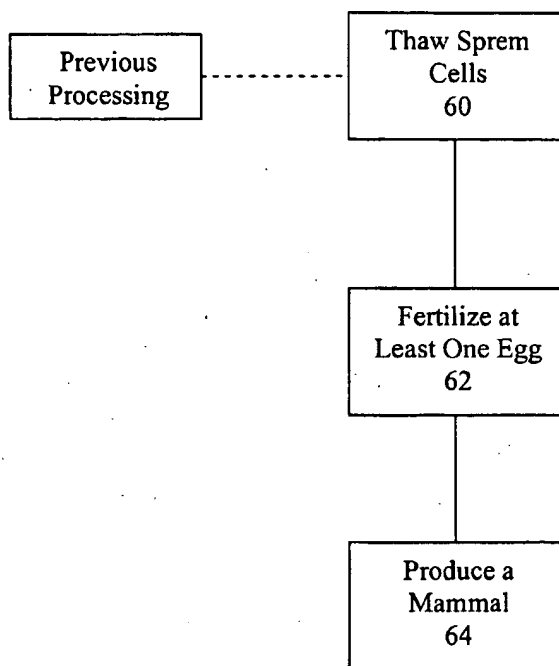 Previous
Processing
Thaw Sprem
Cells
60
Fertilize at
Least One Egg
62
Produce a
Mammal
64